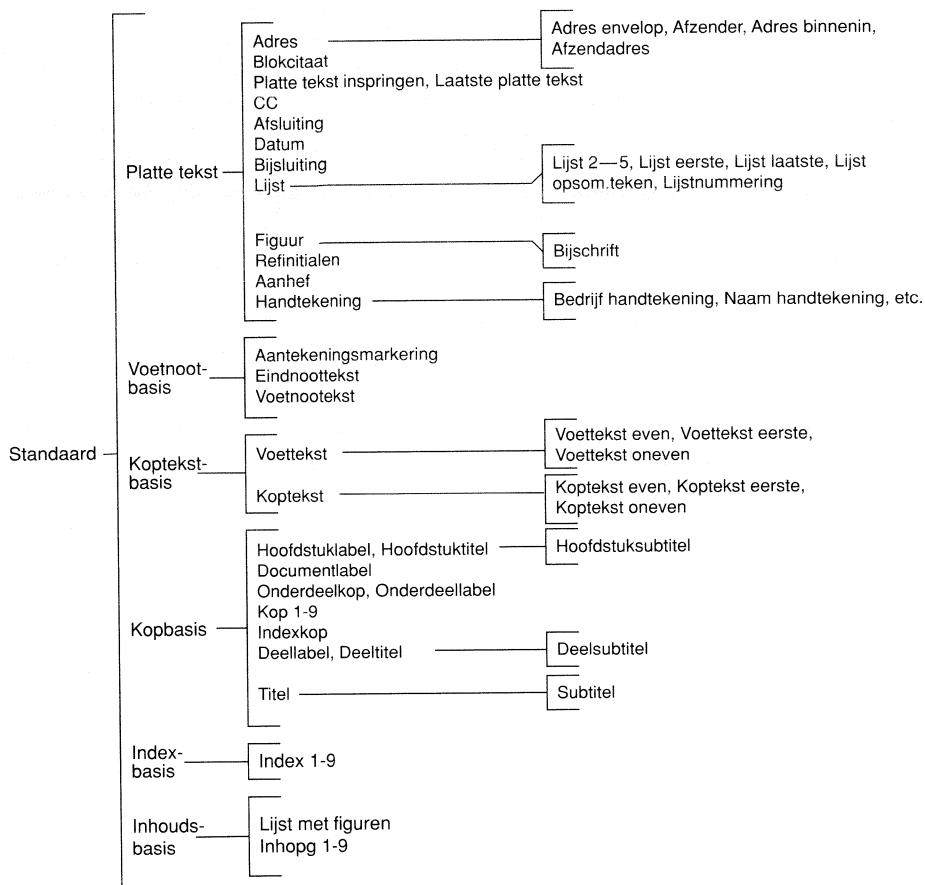 Standaard
Platte tekst
Adres
Adres envelop, Afzender, Adres binnenin,
Afzendadres
Blokcitaat
Platte tekst inspringen, Laatste platte tekst
CC
Afsluiting
Datum
Bijsluiting
Lijst
Lijst 2—5, Lijst eerste, Lijst laatste, Lijst
opsom.teken, Lijstnummering
Figuur
Bijschrift
Refinitialen
Aanhef
Handtekening
Bedrijf handtekening, Naam handtekening, etc.
Voetnoot-
basis
Aantekeningsmarkering
Eindnoottekst
Voetnootekst
Koptekst-
basis
Voettekst
Voettekst even, Voettekst eerste,
Voettekst oneven
Koptekst
Koptekst even, Koptekst eerste,
Koptekst oneven
Kopbasis
Hoofdstuklabel, Hoofdstuktitel
Hoofdstuksubtitel
Documentlabel
Onderdeelkop, Onderdeellabel
Kop 1-9
Indexkop
Deellabel, Deeltitel
Deelsubtitel
Titel
Subtitel
Index-
basis
Index 1-9
Inhouds-
basis
Lijst met figuren
Inhopg 1-9